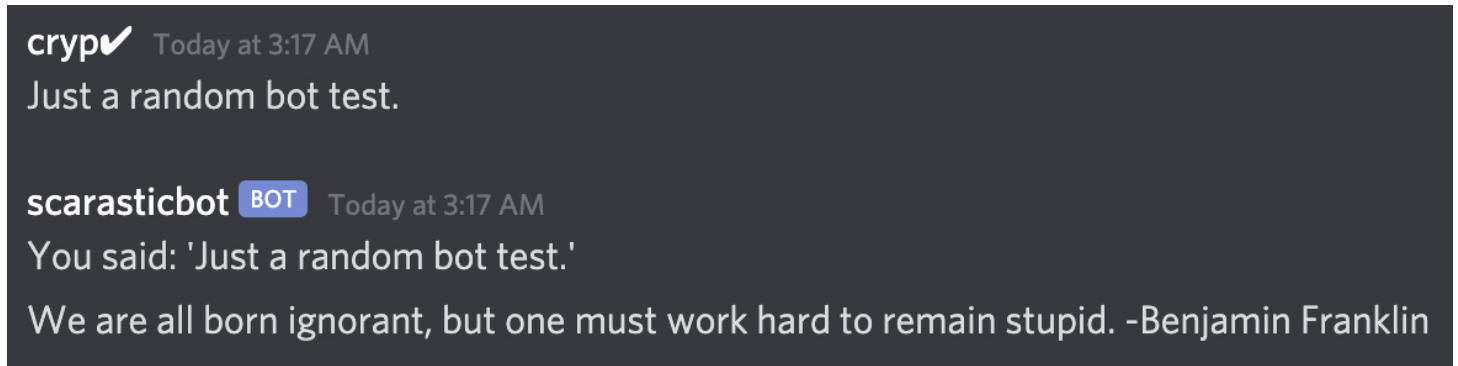 cryp✔ Today at 3:17 AM
Just a random bot test.
scarasticbot BOT Today at 3:17 AM
You said: 'Just a random bot test.'
We are all born ignorant, but one must work hard to remain stupid. -Benjamin Franklin